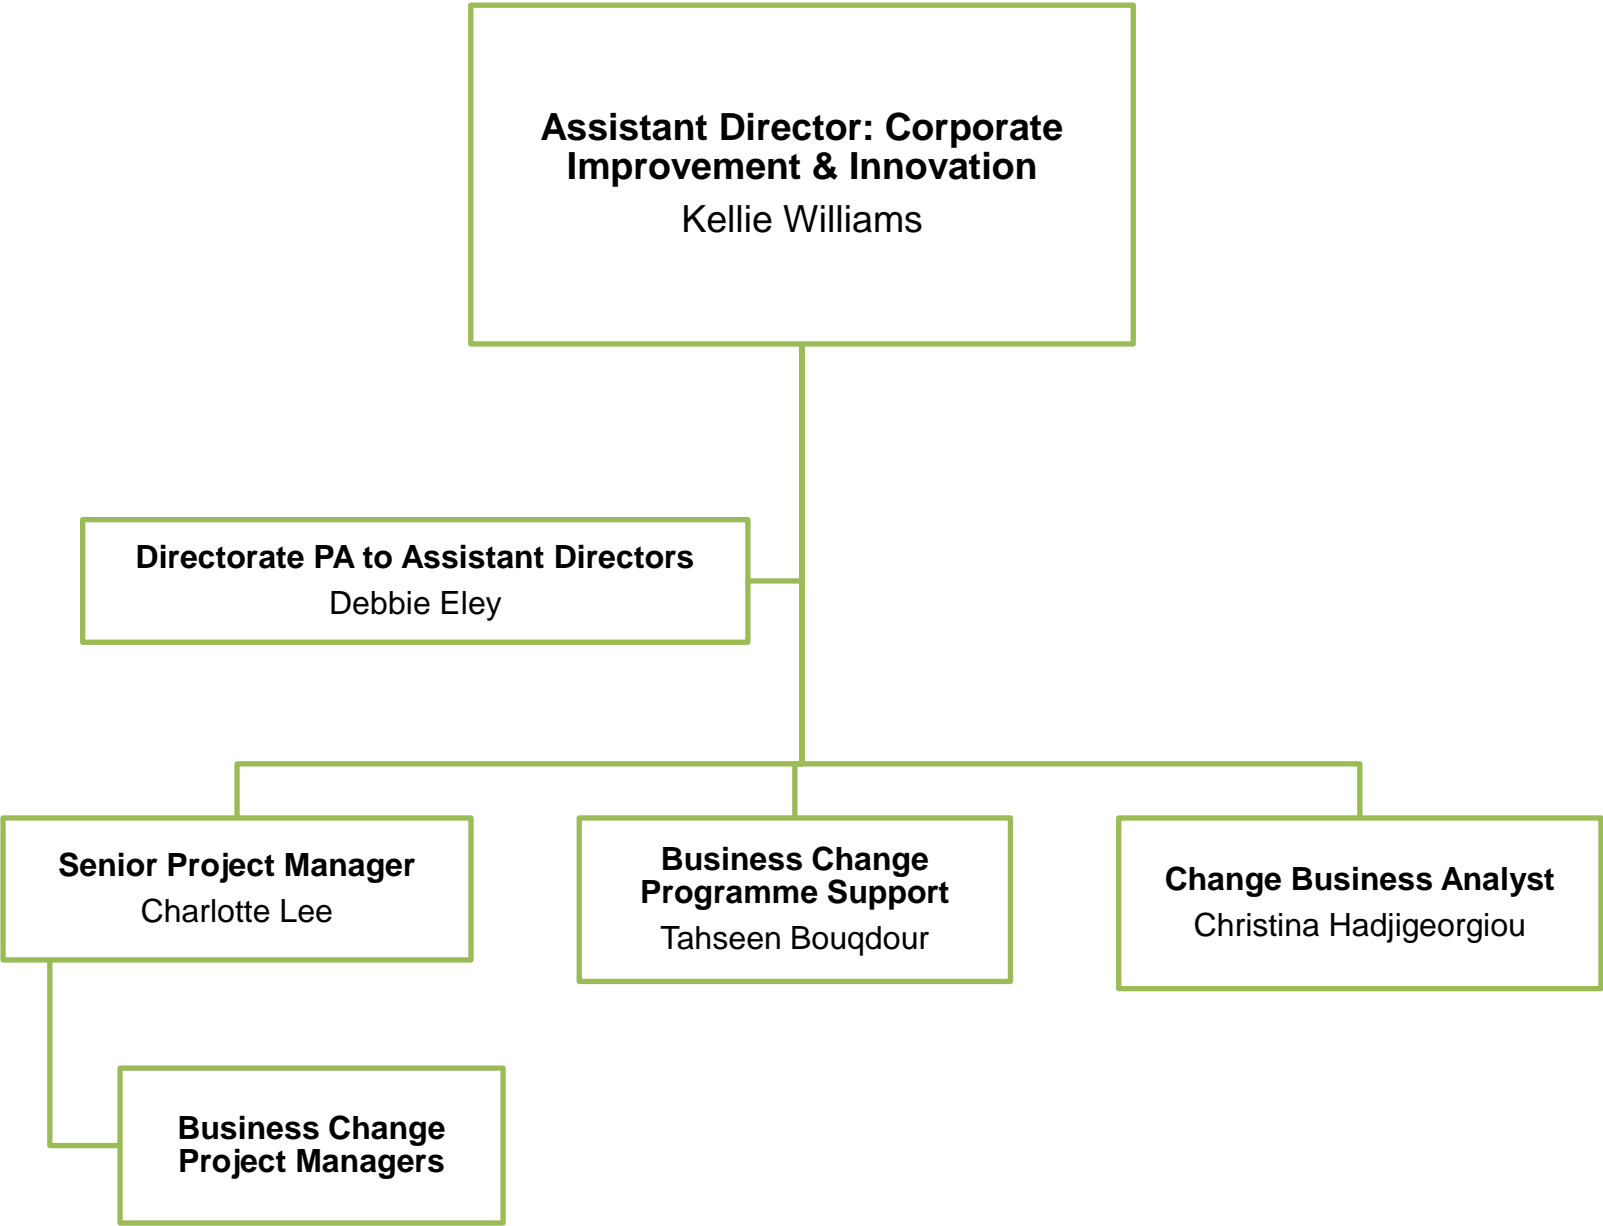 Assistant Director: Corporate
Improvement & Innovation
Kellie Williams
Directorate PA to Assistant Directors
Debbie Eley
Senior Project Manager
Charlotte Lee
Business Change
Programme Support
Tahseen Bouqdour
Change Business Analyst
Christina Hadjigeorgiou
Business Change
Project Managers